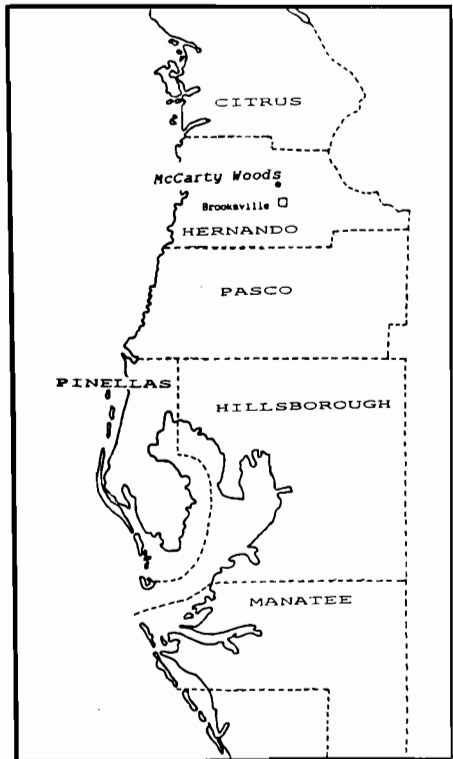 CITRUS
McCarty Woods
Brooksville
HERNANDO
PASCO
PINELLAS
HILLSBOROUGH
MANATEE